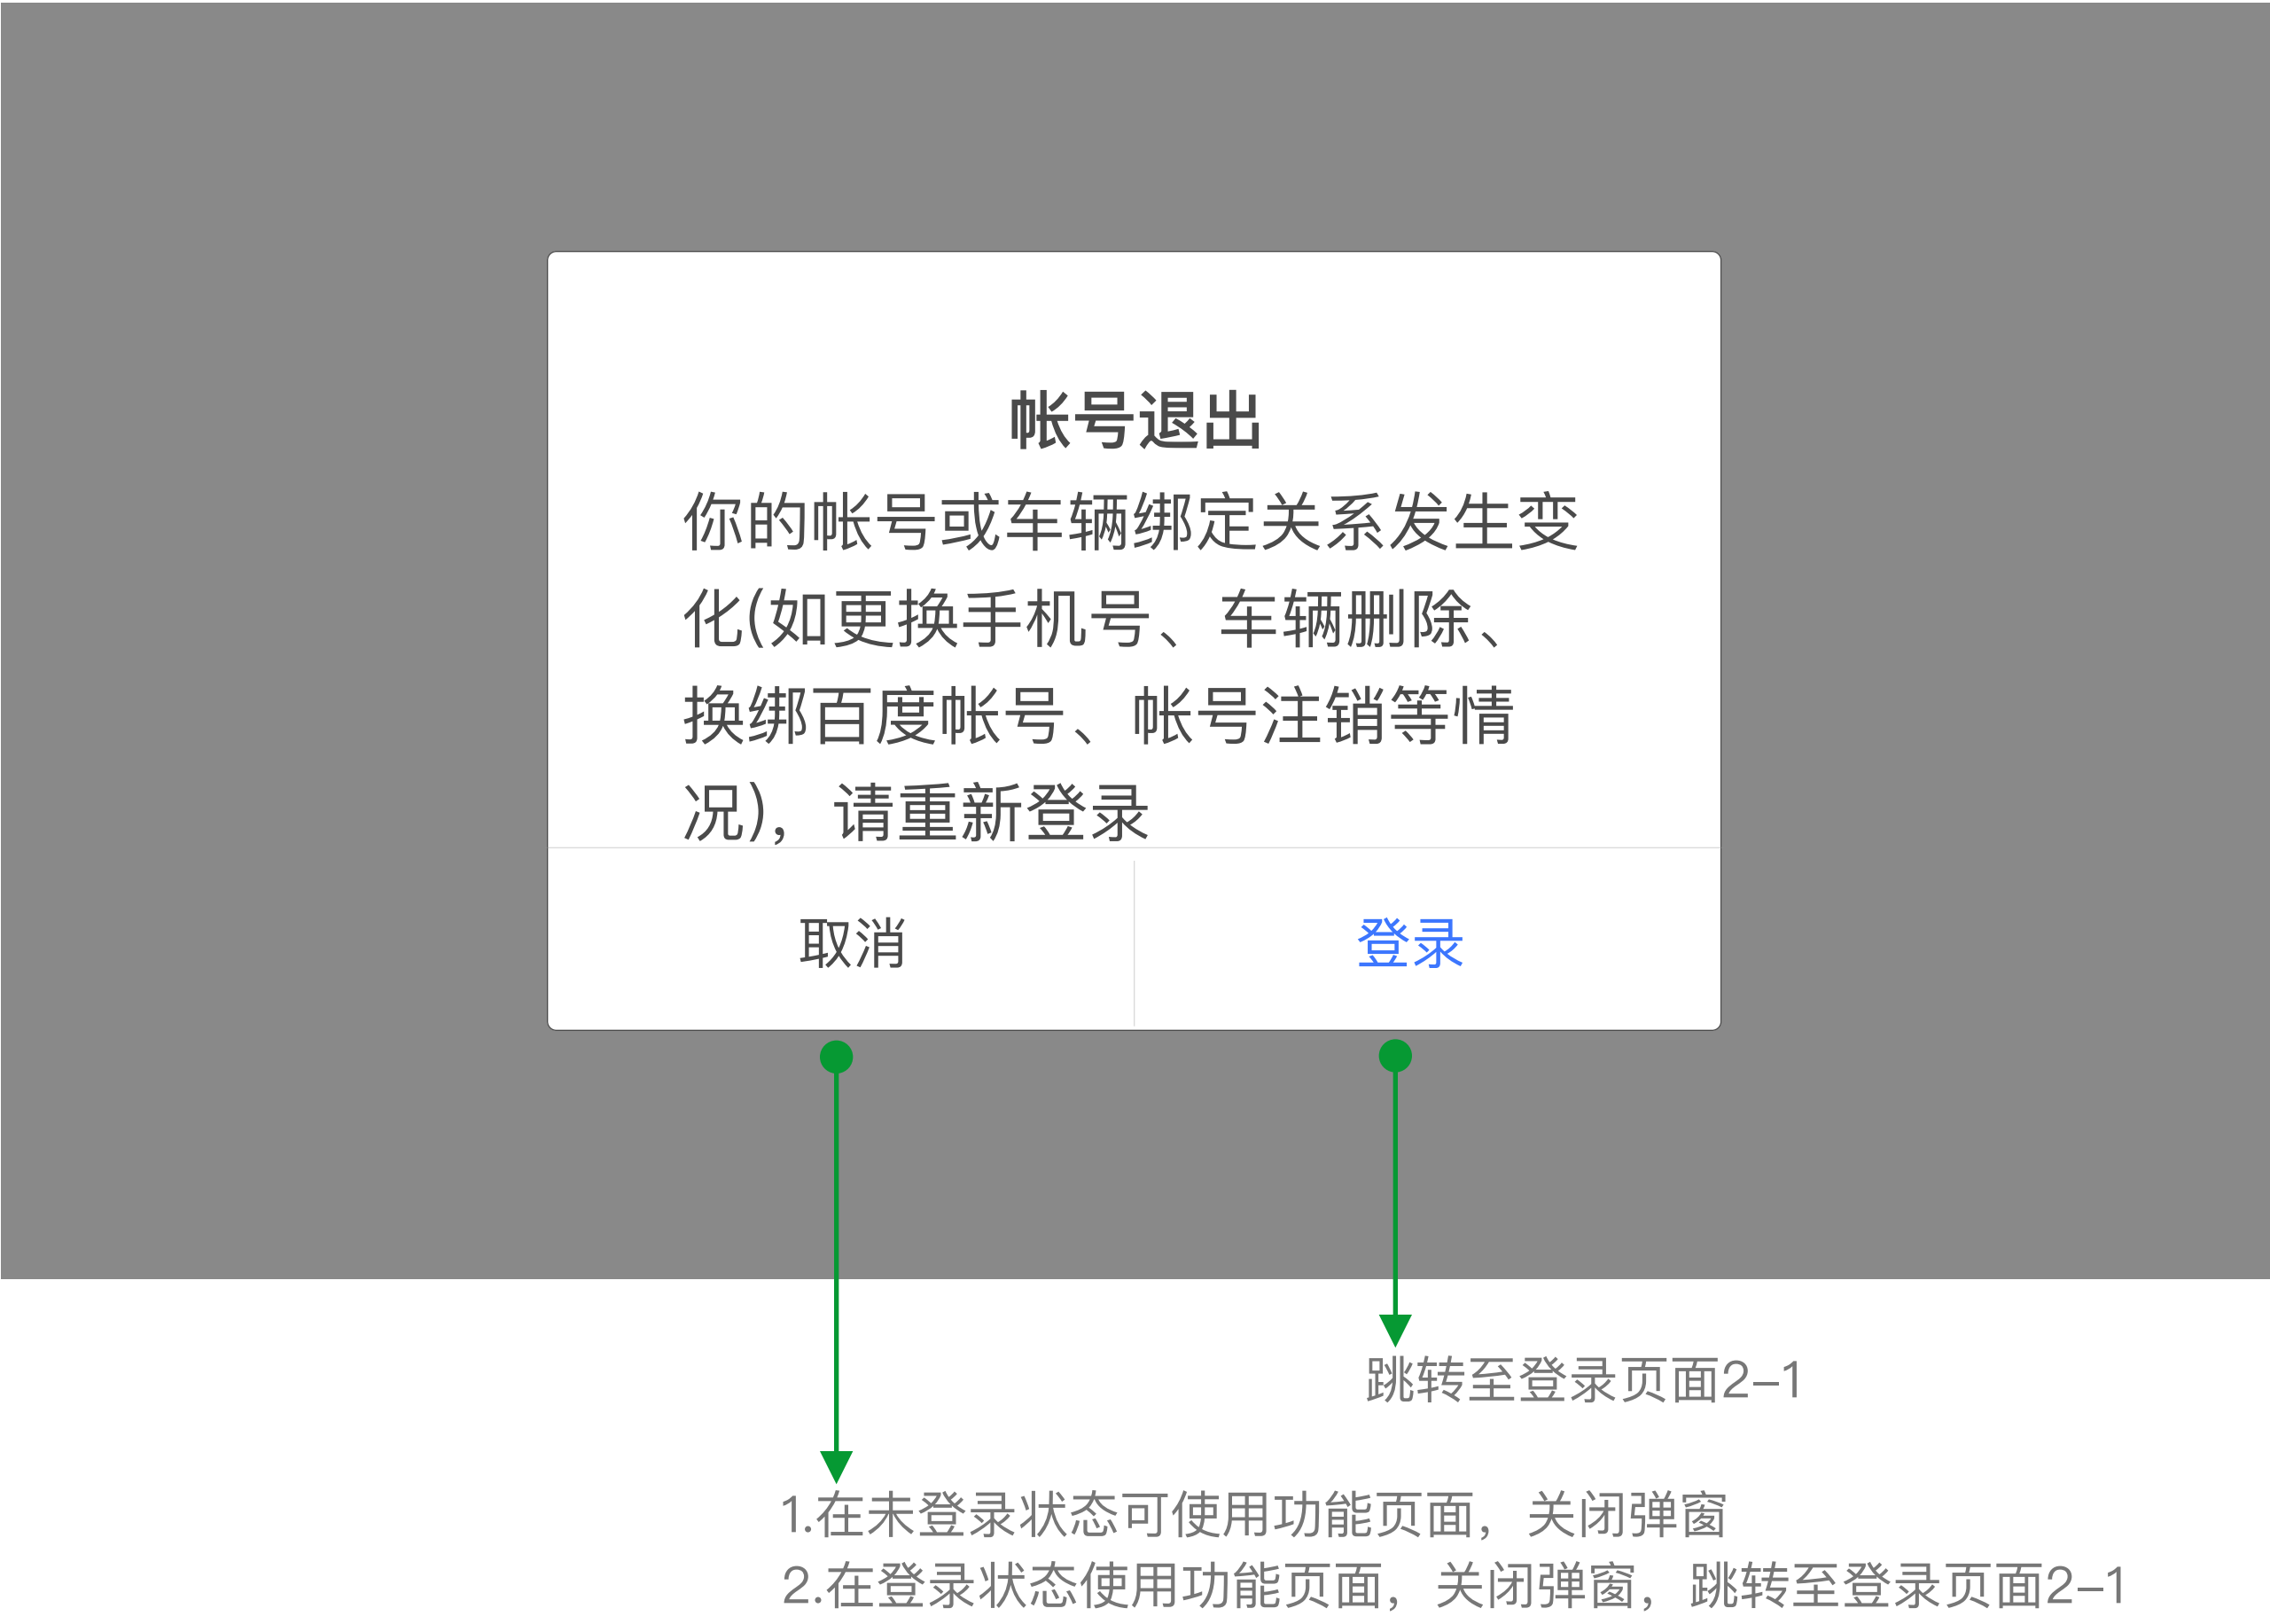 帐号退出
您的帐号或车辆绑定关系发生变
化(如更换手机号、车辆删除、
换绑百度帐号、帐号注销等情
况)，请重新登录
取消
登录
跳转至登录页面2-1
1.在未登录状态可使用功能页面，关闭弹窗
2.在登录状态使用功能页面，关闭弹窗，跳转至登录页面2-1